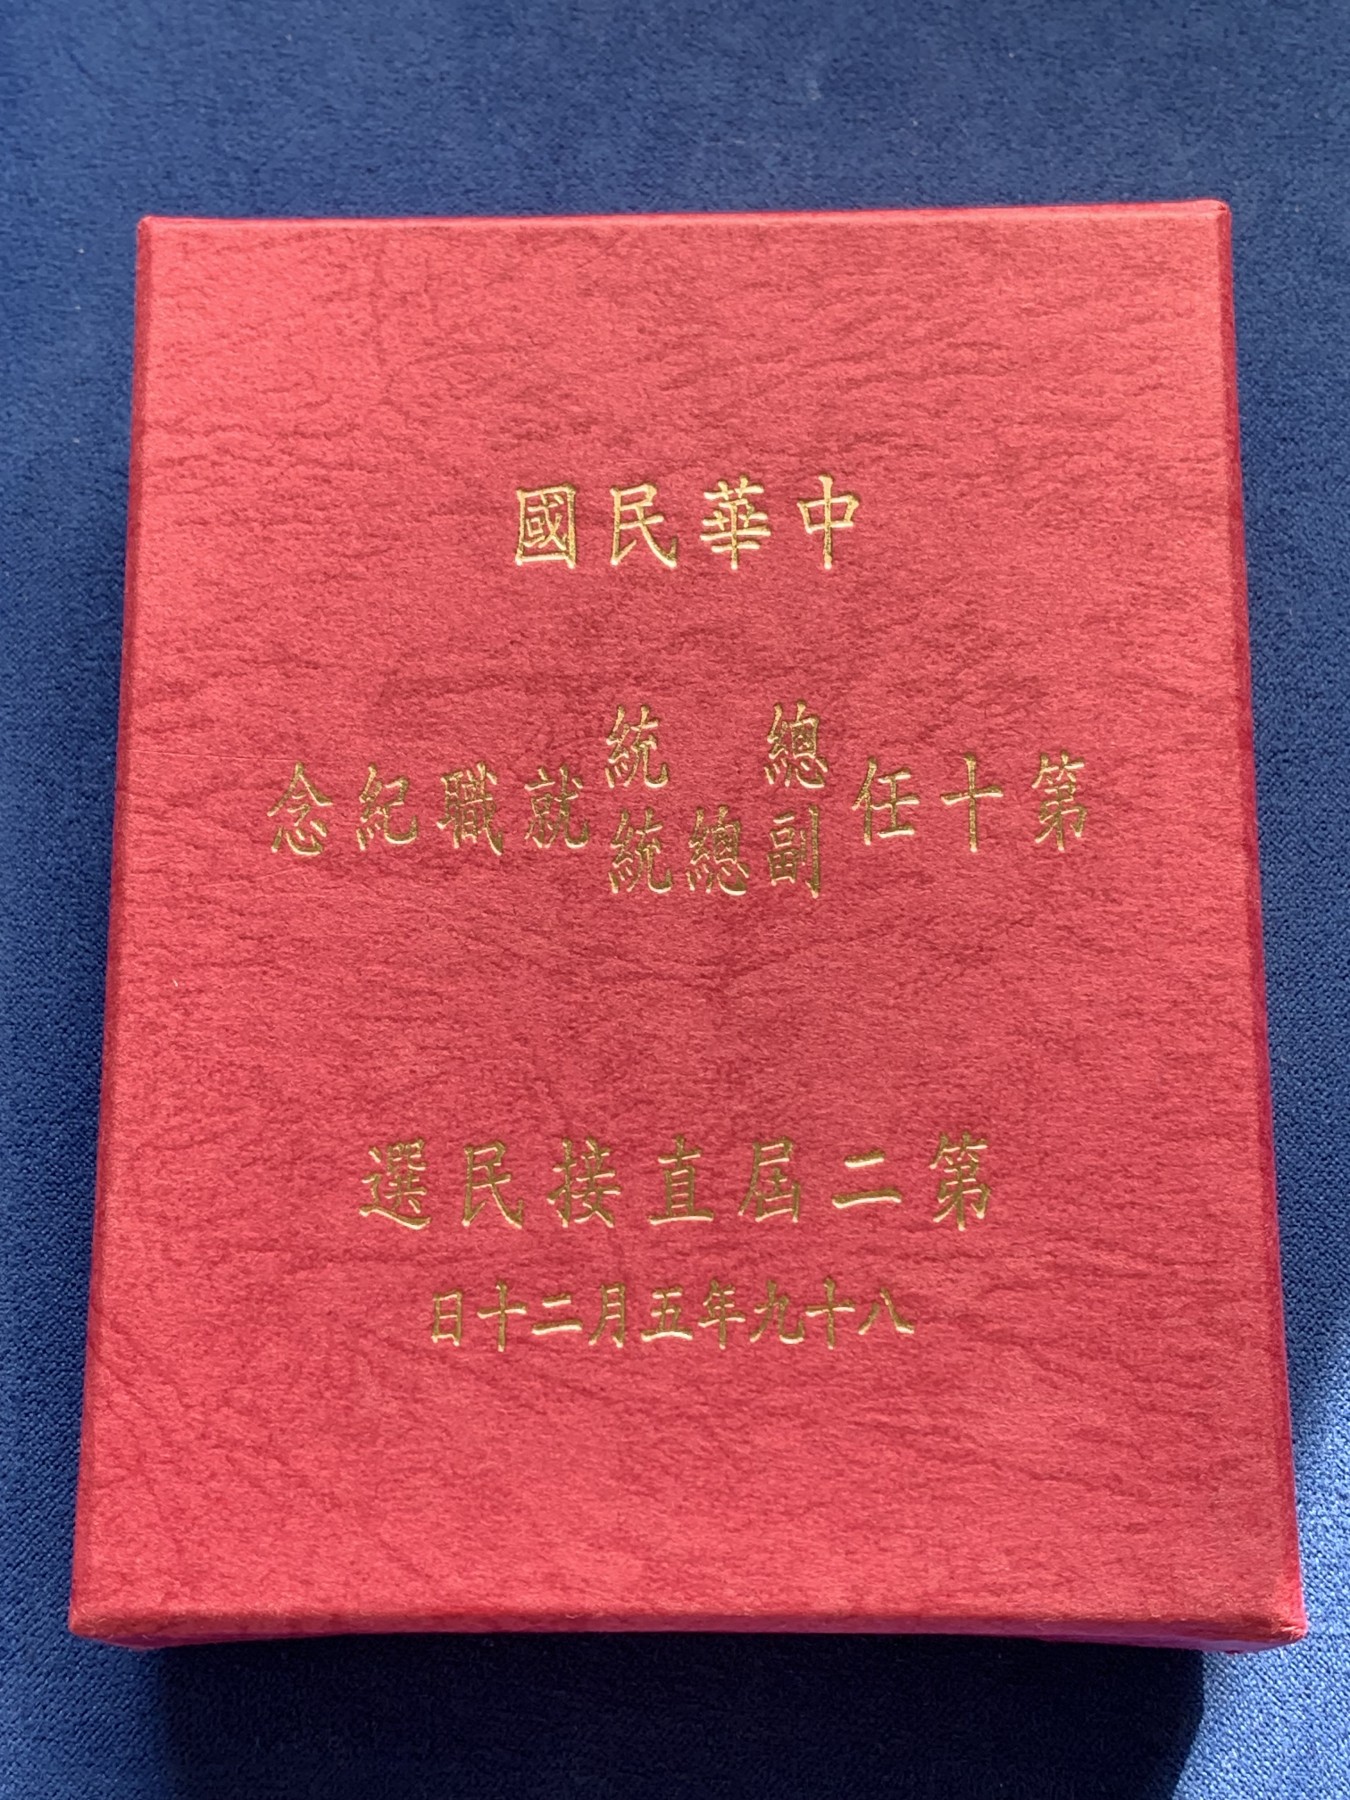 中華民國
第十任總統副總統就職紀念
第二屆直接民選
八十九年五月二十日